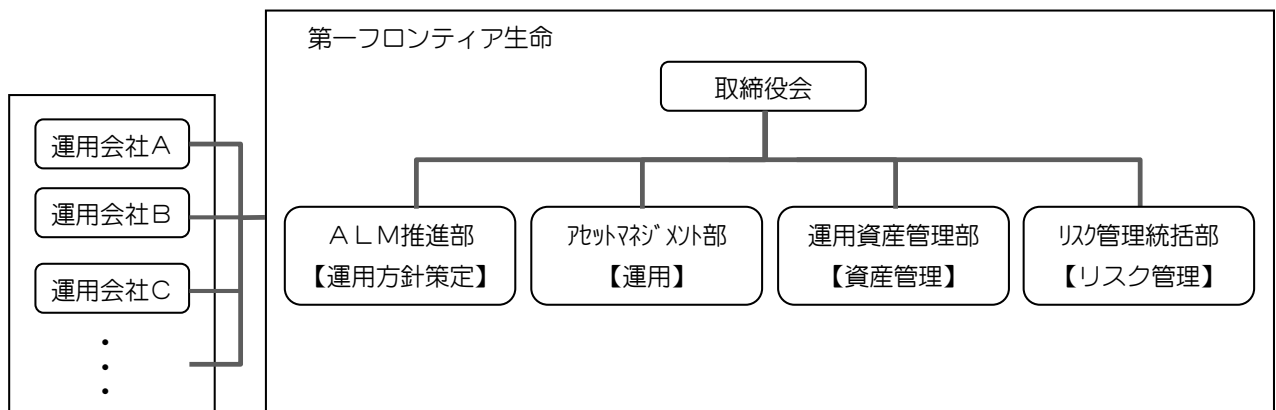 第一フロンティア生命
取締役会
運用会社A
運用会社B
運用会社C
・
・
・
ＡＬＭ推進部
【運用方針策定】
ｱｾｯﾄﾏﾈｼﾞﾒﾝﾄ部
【運用】
運用資産管理部
【資産管理】
ﾘｽｸ管理統括部
【リスク管理】